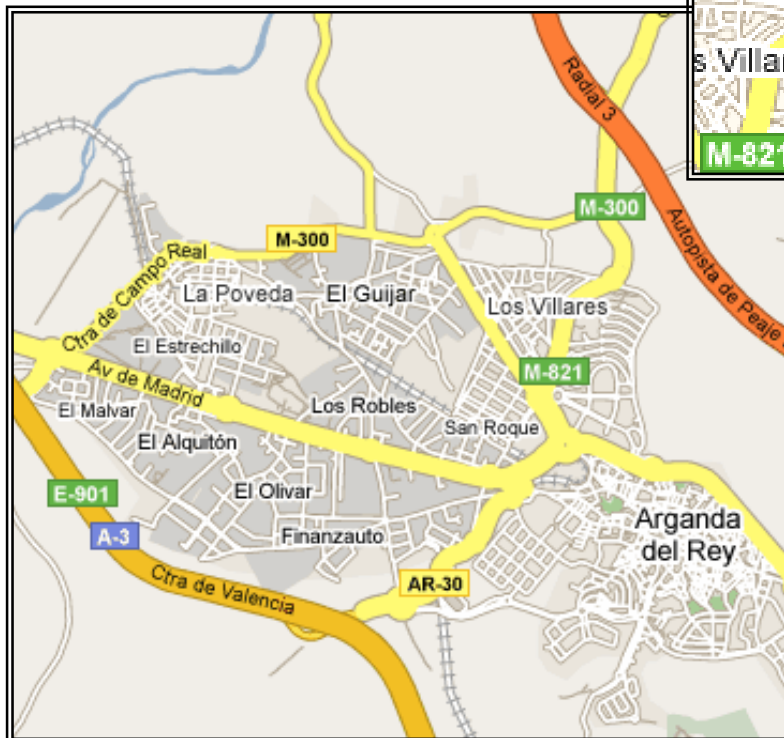 Radial 3
s Villar
M-821
M-300
Autopista de Peaje
M-300
Ctra de Campo Real
La Poveda
El Guijar
Los Villares
El Estrechillo
Av de Madrid
M-821
El Malvar
Los Robles
San Roque
El Alquitón
E-901
El Olivar
A-3
Finanzauto
Arganda
del Rey
Ctra de Valencia
AR-30